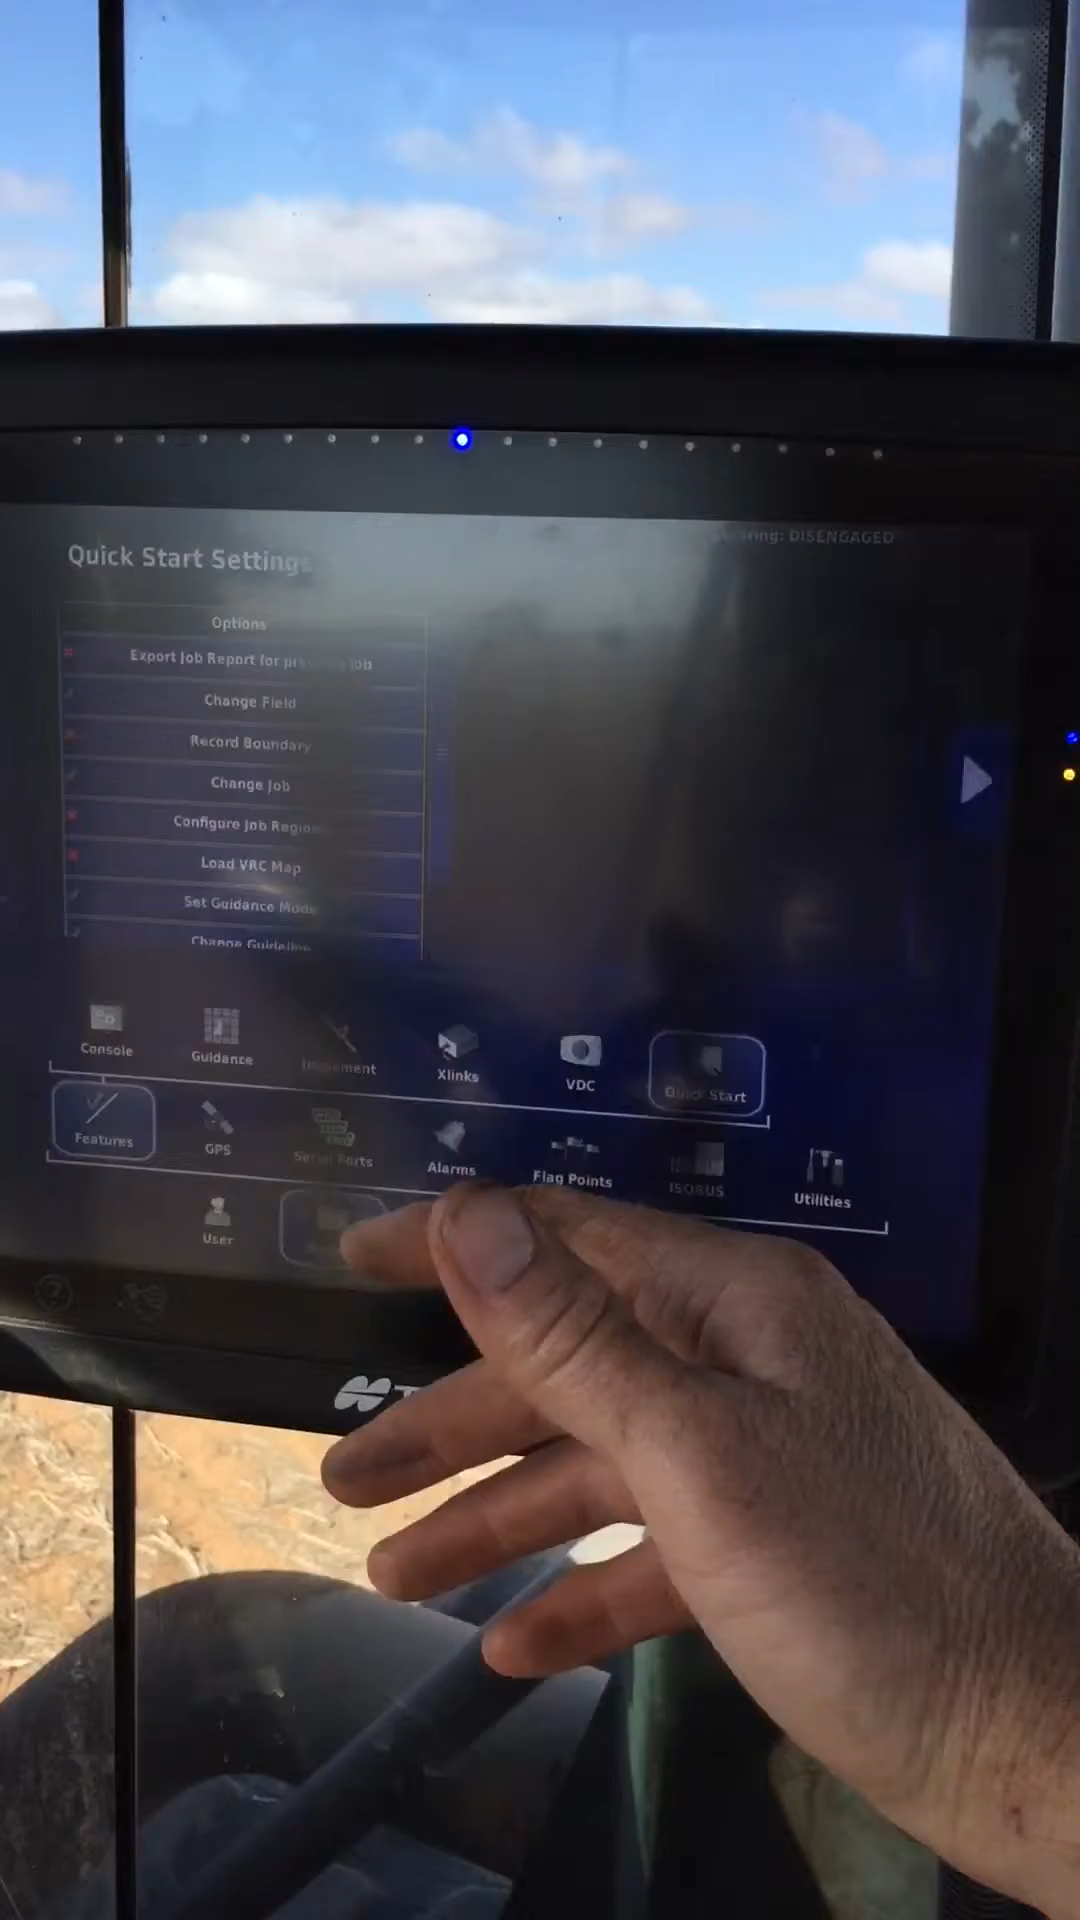 Steering: DISENGAGED
Quick Start Settings
Options
Export Job Report for previous job
Change Field
Record Boundary
Change Job
Configure Job Region
Load VRC Map
Set Guidance Mode
Change Guideline
Console
Guidance
Implement
Xlinks
VDC
Quick Start
Features
GPS
Serial Ports
Alarms
Flag Points
ISOBUS
Utilities
User